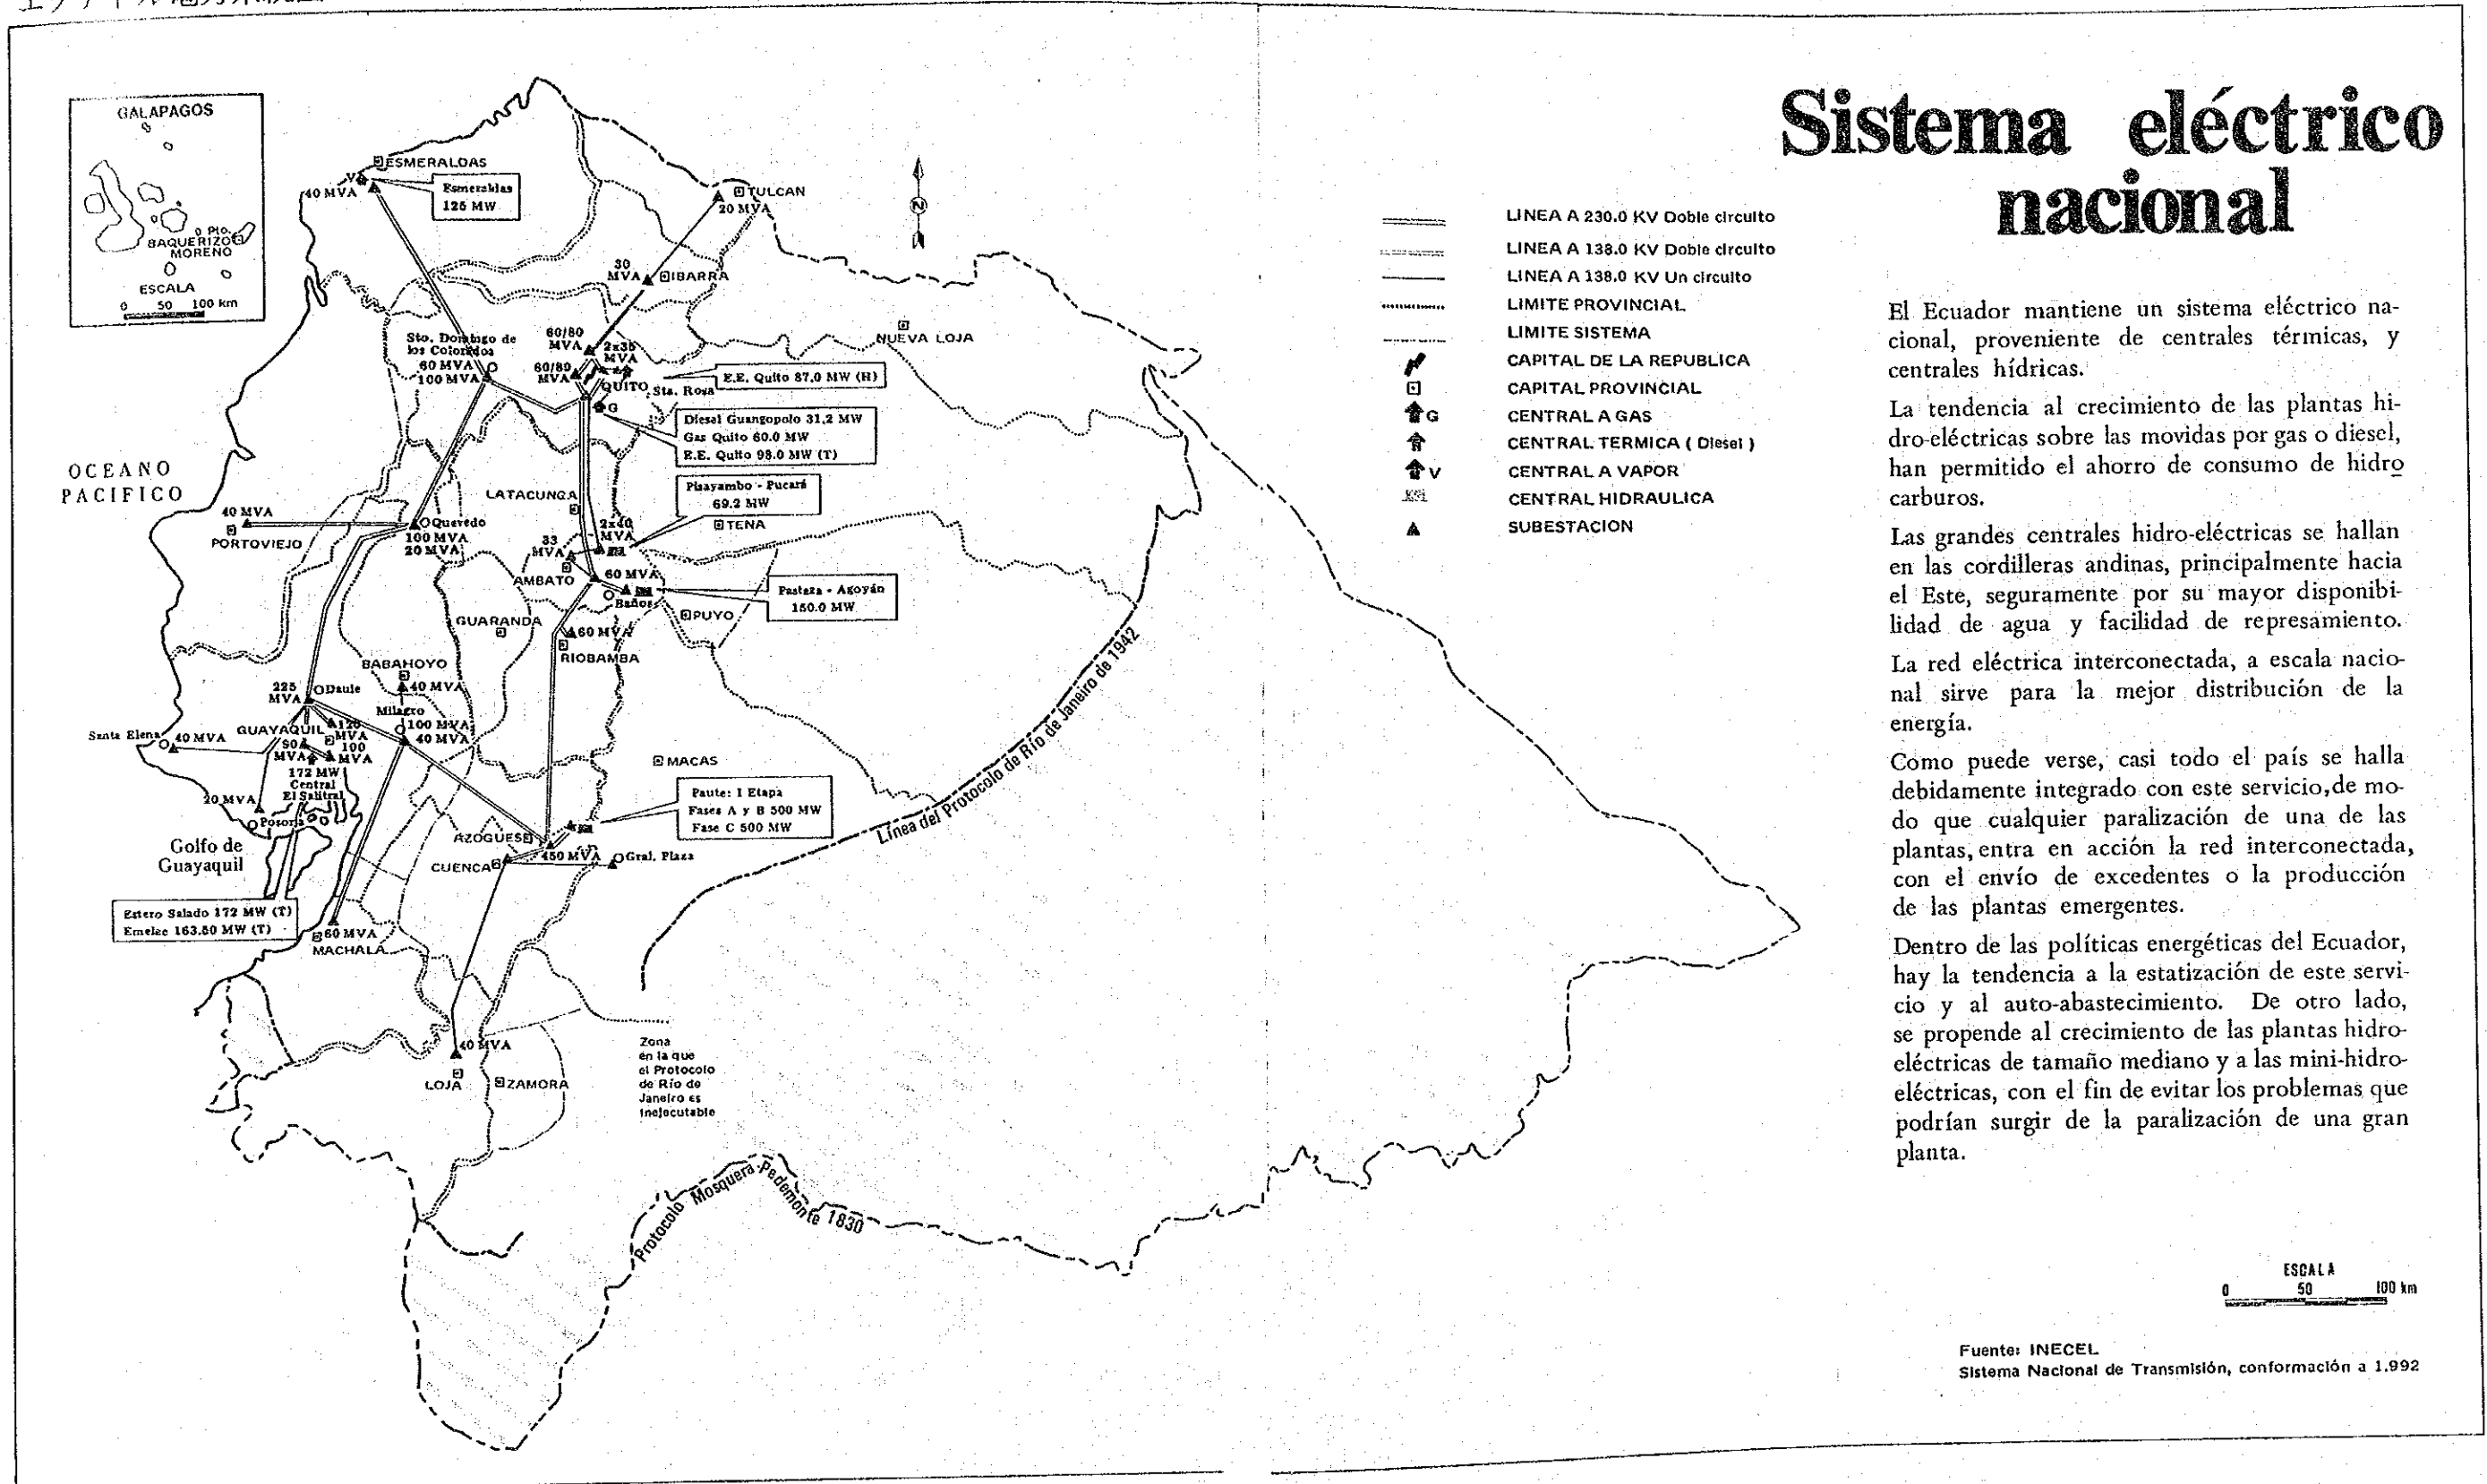 Sistema eléctrico
nacional
GALAPAGOS
Pto.
BAQUERIZO
MORENO
ESCALA
0 50 100 km
ESMERALDAS
V
40 MVA
Esmeraldas
125 MW
TULCAN
20 MVA
N
30
MVA
IBARRA
NUEVA LOJA
Sto. Domingo de
los Colorados
60 MVA
100 MVA
60/80
MVA
2x35
MVA
60/80
MVA
QUITO
Sta. Rosa
G
E.E. Quito 87.0 MW (H)
Diesel Guangopolo 31,2 MW
Gas Quito 60.0 MW
E.E. Quito 98.0 MW (T)
OCEANO
PACIFICO
LATACUNGA
Pisayambo - Pucará
69.2 MW
TENA
40 MVA
PORTOVIEJO
Quevedo
100 MVA
20 MVA
2x40
MVA
33
MVA
AMBATO
60 MVA
Baños
Pastaza - Agoyán
150.0 MW
PUYO
GUARANDA
60 MVA
RIOBAMBA
BABAHOYO
40 MVA
225
MVA
Daule
Milagro
100 MVA
40 MVA
Santa Elena
40 MVA
GUAYAQUIL
MVA
100
MVA
MVA
172 MW
Central
El Salitral
20 MVA
Posorja
Golfo de
Guayaquil
MACAS
Paute: I Etapa
Fases A y B 500 MW
Fase C 500 MW
AZOGUES
CUENCA
450 MVA
Gral. Plaza
Estero Salado 172 MW (T)
Emelec 163.50 MW (T)
60 MVA
MACHALA
40 MVA
LOJA
ZAMORA
Zona
en la que
el Protocolo
de Río de
Janeiro es
Inejecutable
Línea del Protocolo de Río de Janeiro de 1942
Protocolo Mosquera-Pedemonte 1830
LINEA A 230.0 KV Doble circuito
LINEA A 138.0 KV Doble circuito
LINEA A 138.0 KV Un circuito
LIMITE PROVINCIAL
LIMITE SISTEMA
CAPITAL DE LA REPUBLICA
CAPITAL PROVINCIAL
G CENTRAL A GAS
CENTRAL TERMICA ( Diesel )
V CENTRAL A VAPOR
CENTRAL HIDRAULICA
SUBESTACION
El Ecuador mantiene un sistema eléctrico na-
cional, proveniente de centrales térmicas, y
centrales hídricas.
La tendencia al crecimiento de las plantas hi-
dro-eléctricas sobre las movidas por gas o diesel,
han permitido el ahorro de consumo de hidro
carburos.
Las grandes centrales hidro-eléctricas se hallan
en las cordilleras andinas, principalmente hacia
el Este, seguramente por su mayor disponibi-
lidad de agua y facilidad de represamiento.
La red eléctrica interconectada, a escala nacio-
nal sirve para la mejor distribución de la
energía.
Como puede verse, casi todo el país se halla
debidamente integrado con este servicio, de mo-
do que cualquier paralización de una de las
plantas, entra en acción la red interconectada,
con el envío de excedentes o la producción
de las plantas emergentes.
Dentro de las políticas energéticas del Ecuador,
hay la tendencia a la estatización de este servi-
cio y al auto-abastecimiento. De otro lado,
se propende al crecimiento de las plantas hidro-
eléctricas de tamaño mediano y a las mini-hidro-
eléctricas, con el fin de evitar los problemas que
podrían surgir de la paralización de una gran
planta.
ESCALA
0 50 100 km
Fuente: INECEL
Sistema Nacional de Transmisión, conformación a 1.992